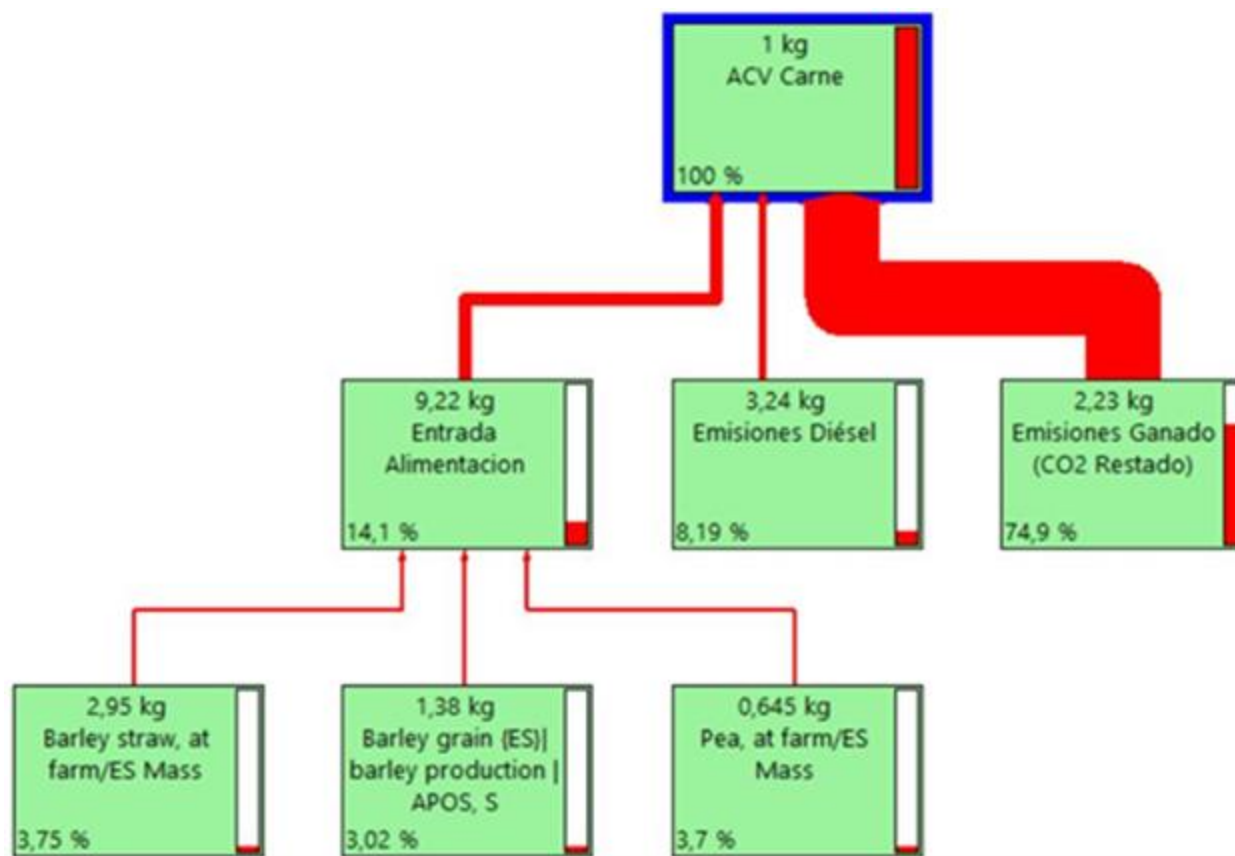 1 kg
ACV Carne
100 %
9,22 kg
Entrada
Alimentacion
14,1 %
3,24 kg
Emisiones Diésel
8,19 %
2,23 kg
Emisiones Ganado
(CO2 Restado)
74,9 %
2,95 kg
Barley straw, at
farm/ES Mass
3,75 %
1,38 kg
Barley grain {ES}|
barley production |
APOS, S
3,02 %
0,645 kg
Pea, at farm/ES
Mass
3,7 %